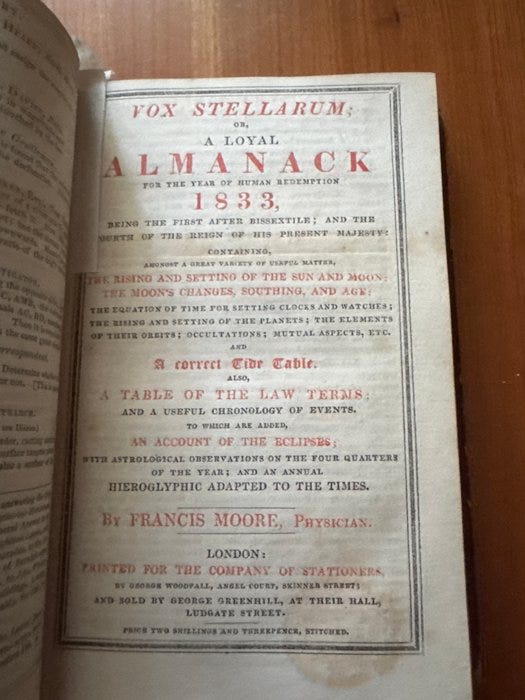 VOX STELLARUM;
OR,
A LOYAL
ALMANACK
FOR THE YEAR OF HUMAN REDEMPTION
1833,
BEING THE FIRST AFTER BISSEXTILE; AND THE
OF THE REIGN OF HIS PRESENT MAJESTY:
CONTAINING,
AMONGST A GREAT VARIETY OF USEFUL MATTER,
THE RISING AND SETTING OF THE SUN AND MOON;
THE MOON'S CHANGES, SOUTHING, AND AGE;
THE EQUATION OF TIME FOR SETTING CLOCKS AND WATCHES;
THE RISING AND SETTING OF THE PLANETS; THE ELEMENTS
OF THEIR ORBITS; OCCULTATIONS; MUTUAL ASPECTS, ETC.
AND
A correct Tide Table.
ALSO,
A TABLE OF THE LAW TERMS;
AND A USEFUL CHRONOLOGY OF EVENTS.
TO WHICH ARE ADDED,
AN ACCOUNT OF THE ECLIPSES;
WITH ASTROLOGICAL OBSERVATIONS ON THE FOUR QUARTERS
OF THE YEAR; AND AN ANNUAL
HIEROGLYPHIC ADAPTED TO THE TIMES.
BY FRANCIS MOORE, PHYSICIAN.
LONDON:
PRINTED FOR THE COMPANY OF STATIONERS,
BY GEORGE WOODFALL, ANGEL COURT, SKINNER STREET;
AND SOLD BY GEORGE GREENHILL, AT THEIR HALL,
LUDGATE STREET.
PRICE TWO SHILLINGS AND THREEPENCE, STITCHED.